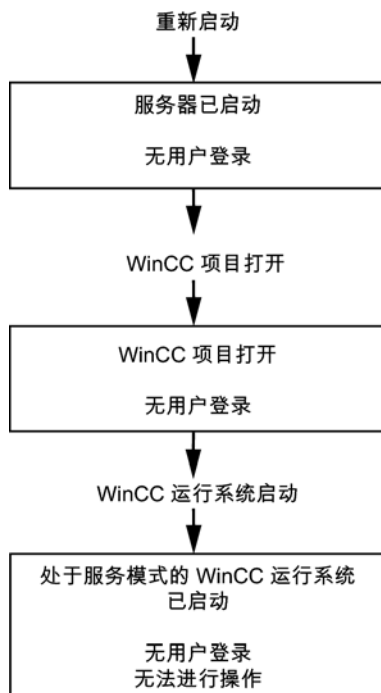 重新启动
服务器已启动
无用户登录
WinCC 项目打开
WinCC 项目打开
无用户登录
WinCC 运行系统启动
处于服务模式的 WinCC 运行系统
已启动
无用户登录
无法进行操作